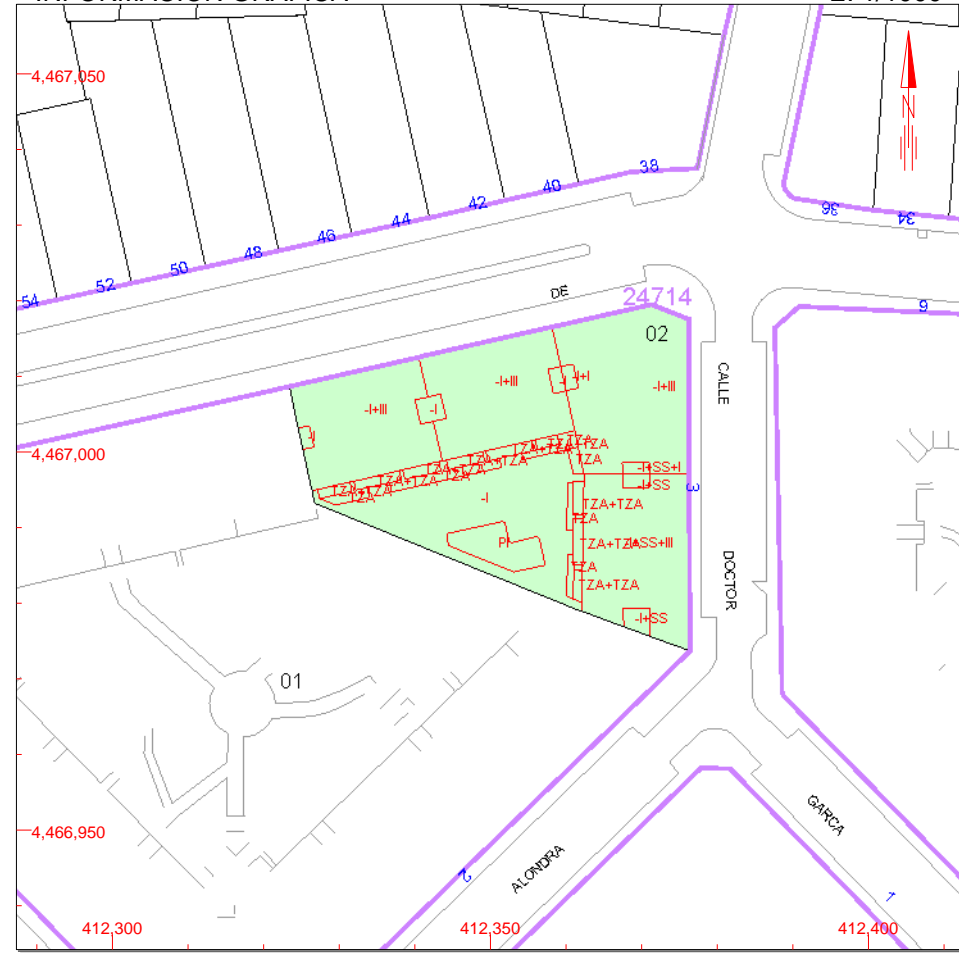 4,467,050
N
38
40
42
44
46
48
50
52
54
36
34
DE
24714
9
02
-I+III
-I
-I+I
-I+III
-I+III
-I
CALLE
4,467,000
TZA+TZA
TZA
TZA
-I+SS+I
-I+SS
3
-I
TZA+TZA
TZA
PI
TZA+TZA
-I+SS+III
DOCTOR
TZA
TZA+TZA
-I+SS
01
4,466,950
GARCA
ALONDRA
2
1
412,300
412,350
412,400